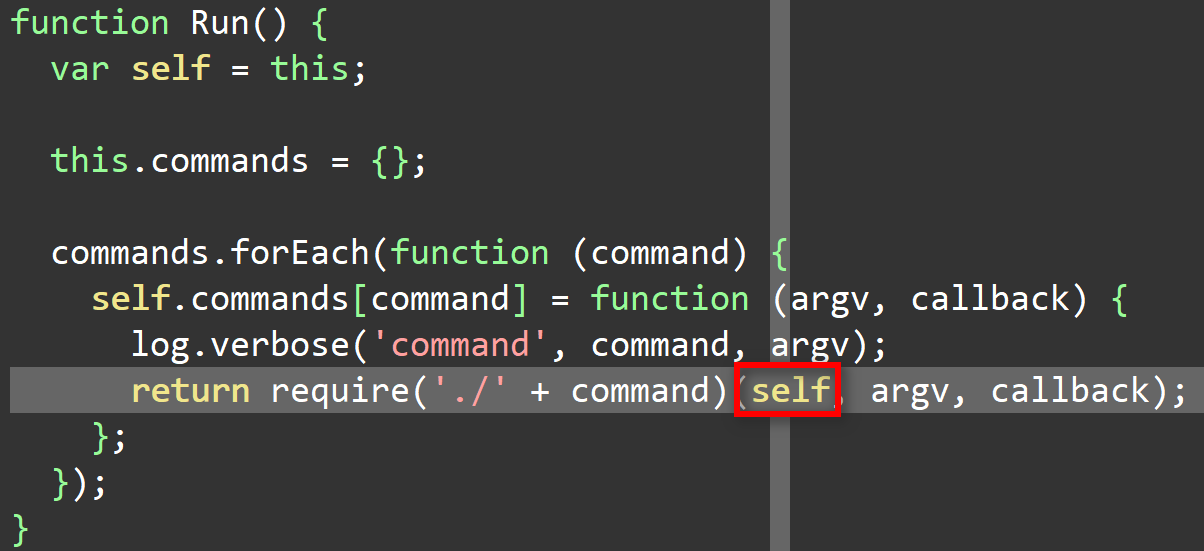 function Run() {
  var self = this;

  this.commands = {};

  commands.forEach(function (command) {
    self.commands[command] = function (argv, callback) {
      log.verbose('command', command, argv);
      return require('./' + command)(self, argv, callback);
    };
  });
}